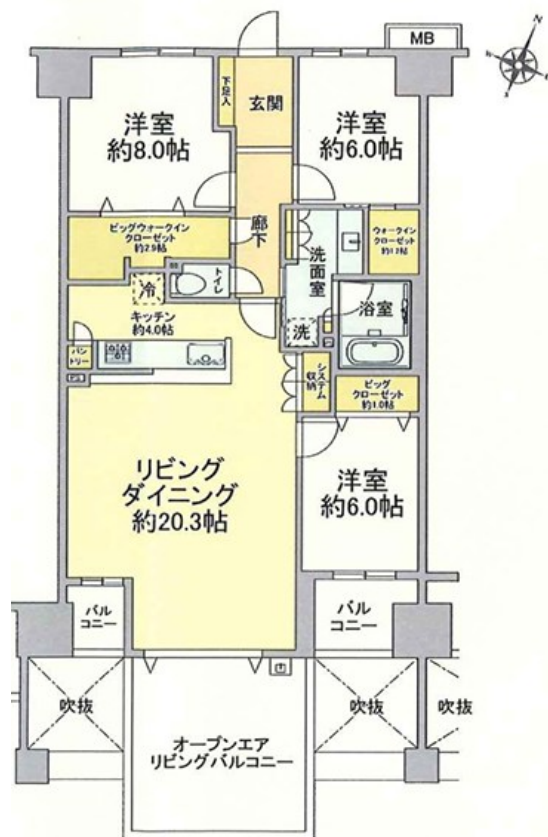 N
W
S
MB
下足入
玄関
洋室
約8.0帖
洋室
約6.0帖
廊下
ビッグウォークイン
クローゼット
約2.9帖
洗面室
ウォークイン
クローゼット
トイレ
冷
浴室
キッチン
約4.0帖
洗
パン
トリー
PS
システム
収納
ビッグ
クローゼット
約1.0帖
リビング
ダイニング
約20.3帖
洋室
約6.0帖
バル
コニー
バル
コニー
吹抜
吹抜
吹抜
オープンエア
リビングバルコニー